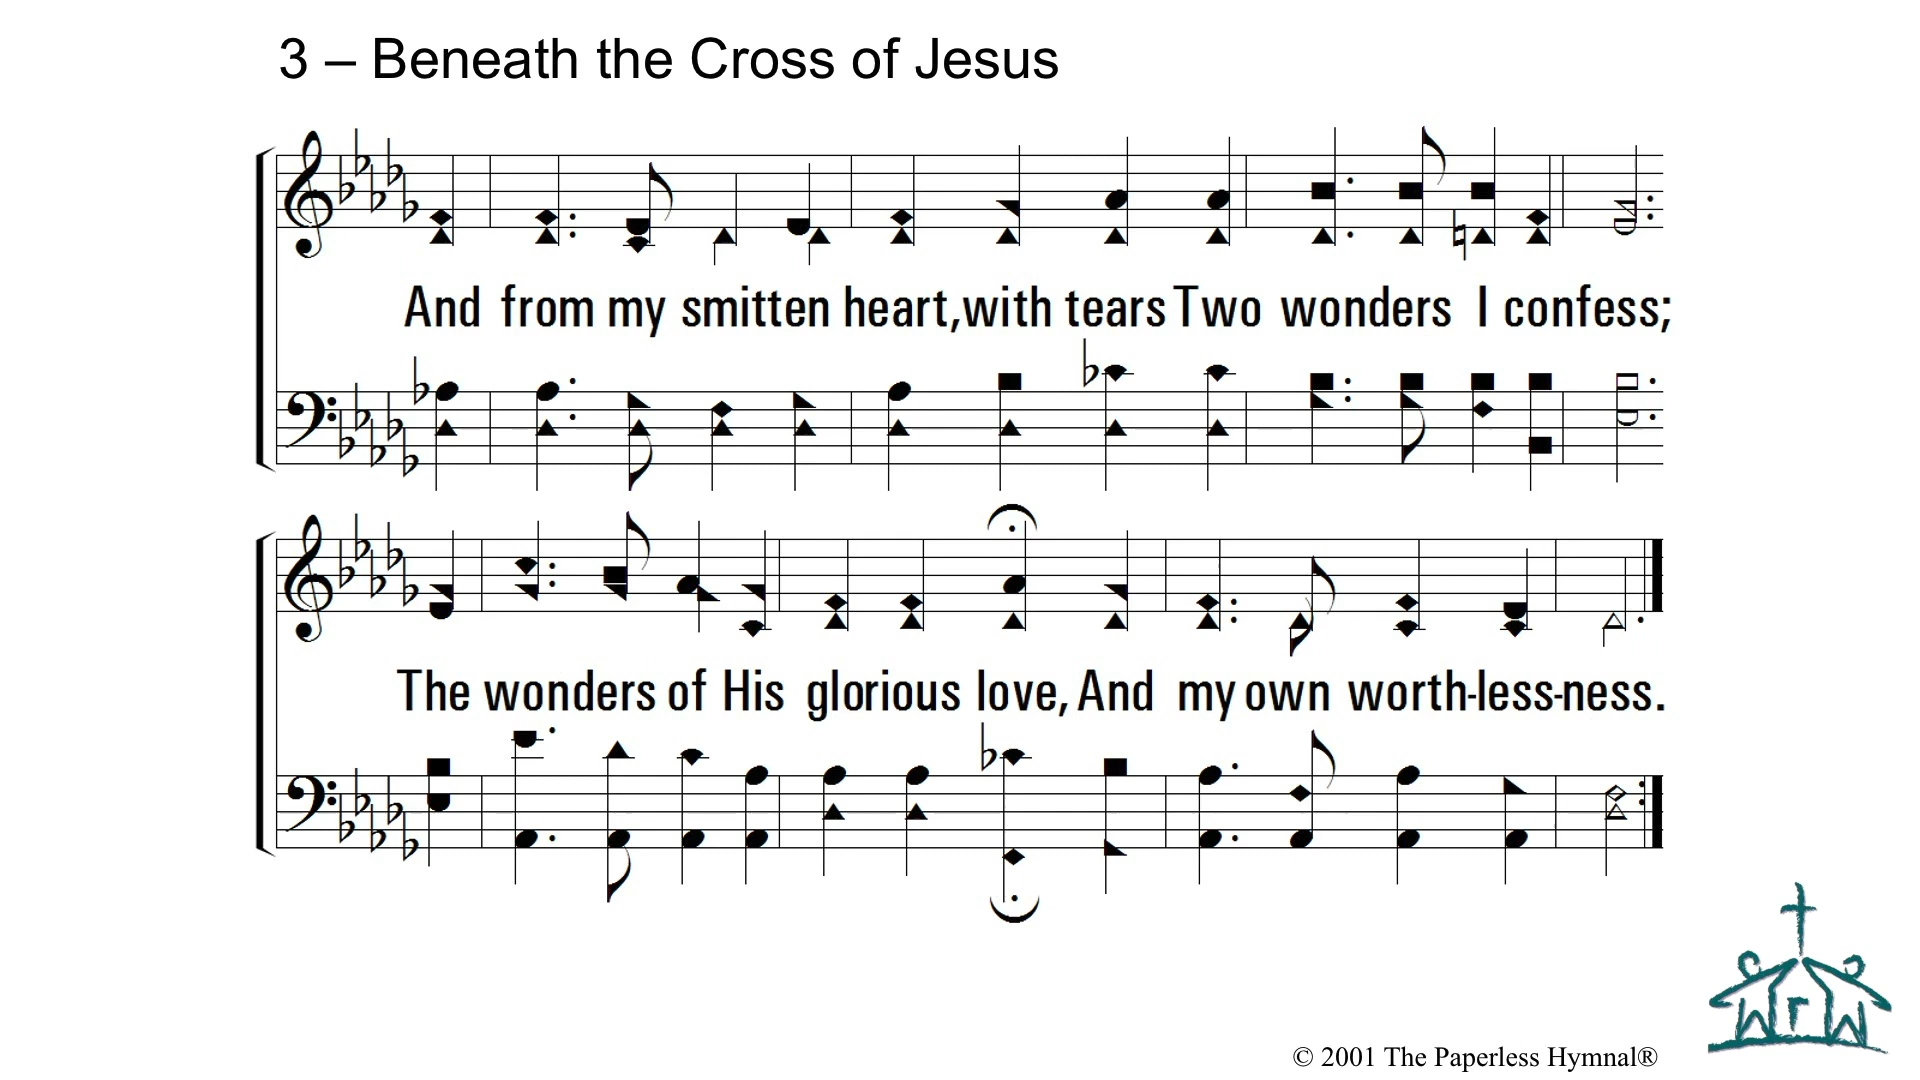 3 – Beneath the Cross of Jesus
And from my smitten heart, with tears Two wonders I confess;
The wonders of His glorious love, And my own worth-less-ness.
© 2001 The Paperless Hymnal®